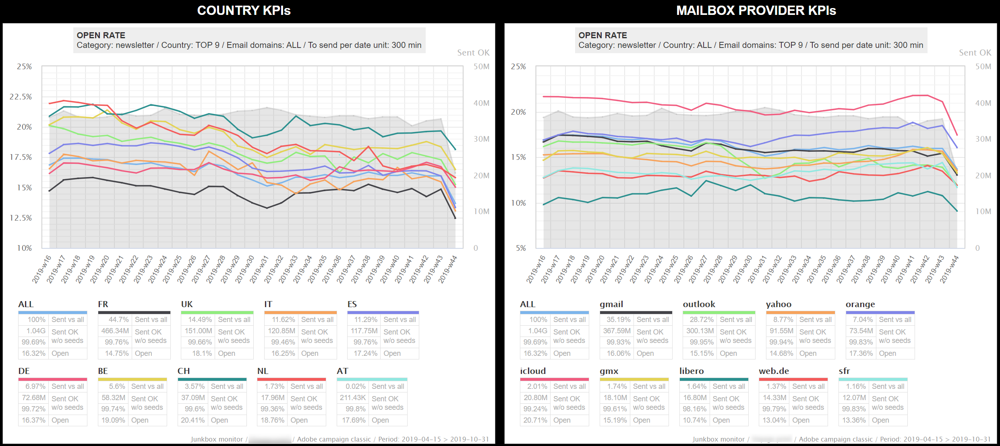 COUNTRY KPIs
OPEN RATE
Category: newsletter / Country: TOP 9 / Email domains: ALL / To send per date unit: 300 min
Sent OK
25%
22.5%
20%
17.5%
15%
12.5%
10%
50M
40M
30M
20M
10M
0
2019-w16
2019-w17
2019-w18
2019-w19
2019-w20
2019-w21
2019-w22
2019-w23
2019-w24
2019-w25
2019-w26
2019-w27
2019-w28
2019-w29
2019-w30
2019-w31
2019-w32
2019-w33
2019-w34
2019-w35
2019-w36
2019-w37
2019-w38
2019-w39
2019-w40
2019-w41
2019-w42
2019-w43
2019-w44
ALL
100% Sent vs all
1.04G Sent OK
99.69% w/o seeds
16.32% Open
FR
44.7% Sent vs all
466.34M Sent OK
99.76% w/o seeds
14.75% Open
UK
14.49% Sent vs all
151.00M Sent OK
99.66% w/o seeds
18.1% Open
IT
11.62% Sent vs all
120.85M Sent OK
99.46% w/o seeds
16.25% Open
ES
11.29% Sent vs all
117.75M Sent OK
99.76% w/o seeds
17.24% Open
DE
6.97% Sent vs all
72.68M Sent OK
99.72% w/o seeds
16.37% Open
BE
5.6% Sent vs all
58.32M Sent OK
99.74% w/o seeds
19.09% Open
CH
3.57% Sent vs all
37.09M Sent OK
99.6% w/o seeds
20.41% Open
NL
1.73% Sent vs all
17.96M Sent OK
99.36% w/o seeds
18.76% Open
AT
0.02% Sent vs all
211.43K Sent OK
99.8% w/o seeds
17.69% Open
Junkbox monitor / / Adobe campaign classic / Period: 2019-04-15 > 2019-10-31
MAILBOX PROVIDER KPIs
OPEN RATE
Category: newsletter / Country: ALL / Email domains: TOP 9 / To send per date unit: 300 min
Sent OK
25%
20%
15%
10%
5%
50M
40M
30M
20M
10M
0
2019-w16
2019-w17
2019-w18
2019-w19
2019-w20
2019-w21
2019-w22
2019-w23
2019-w24
2019-w25
2019-w26
2019-w27
2019-w28
2019-w29
2019-w30
2019-w31
2019-w32
2019-w33
2019-w34
2019-w35
2019-w36
2019-w37
2019-w38
2019-w39
2019-w40
2019-w41
2019-w42
2019-w43
2019-w44
ALL
100% Sent vs all
1.04G Sent OK
99.69% w/o seeds
16.32% Open
gmail
35.19% Sent vs all
367.59M Sent OK
99.93% w/o seeds
16.06% Open
outlook
28.72% Sent vs all
300.13M Sent OK
99.95% w/o seeds
15.15% Open
yahoo
8.77% Sent vs all
91.55M Sent OK
99.94% w/o seeds
14.68% Open
orange
7.04% Sent vs all
73.54M Sent OK
99.83% w/o seeds
17.36% Open
icloud
2.01% Sent vs all
20.80M Sent OK
99.24% w/o seeds
20.71% Open
gmx
1.74% Sent vs all
18.10M Sent OK
99.61% w/o seeds
15.19% Open
libero
1.64% Sent vs all
16.80M Sent OK
98.16% w/o seeds
10.74% Open
web.de
1.37% Sent vs all
14.33M Sent OK
99.79% w/o seeds
13.04% Open
sfr
1.16% Sent vs all
12.07M Sent OK
99.83% w/o seeds
13.36% Open
Junkbox monitor / / Adobe campaign classic / Period: 2019-04-15 > 2019-10-31